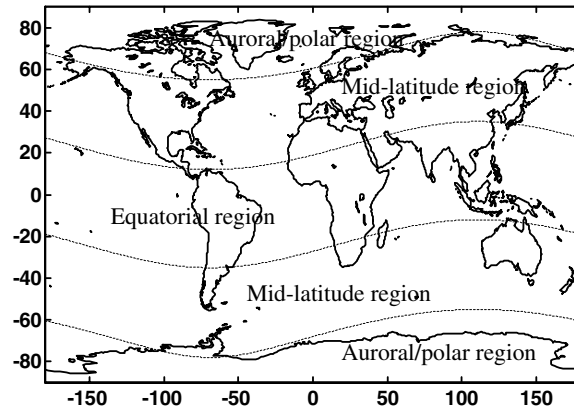 80
60
40
20
0
-20
-40
-60
-80
Auroral/polar region
Mid-latitude region
Equatorial region
Mid-latitude region
Auroral/polar region
-150 -100 -50 0 50 100 150